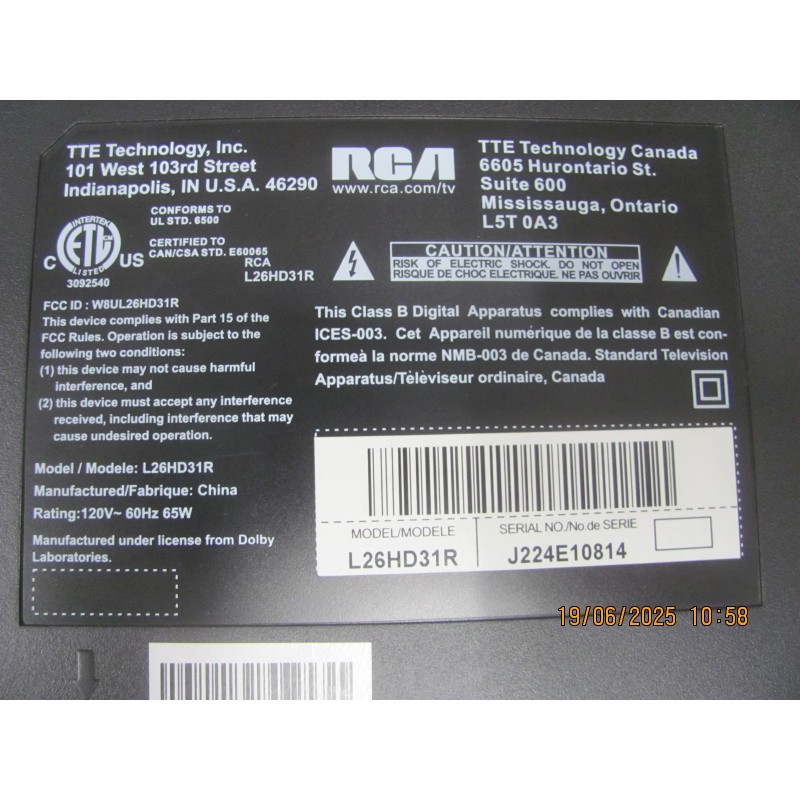 TTE Technology, Inc.
101 West 103rd Street
Indianapolis, IN U.S.A. 46290
RCA
www.rca.com/tv
TTE Technology Canada
6605 Hurontario St.
Suite 600
Mississauga, Ontario
L5T 0A3
INTERTEK
ETL CM
LISTED
C US
3092540
CONFORMS TO
UL STD. 6500
CERTIFIED TO
CAN/CSA STD. E60065
RCA
L26HD31R
CAUTION/ATTENTION
RISK OF ELECTRIC SHOCK. DO NOT OPEN
RISQUE DE CHOC ELECTRIQUE. NE PAS OUVRIR
FCC ID : W8UL26HD31R
This device complies with Part 15 of the
FCC Rules. Operation is subject to the
following two conditions:
(1) this device may not cause harmful
interference, and
(2) this device must accept any interference
received, including interference that may
cause undesired operation.
This Class B Digital Apparatus complies with Canadian
ICES-003. Cet Appareil numérique de la classe B est con-
formeà la norme NMB-003 de Canada. Standard Television
Apparatus/Tèlèviseur ordinaire, Canada
Model / Modele: L26HD31R
Manufactured/Fabrique: China
Rating:120V~ 60Hz 65W
Manufactured under license from Dolby
Laboratories.
MODEL/MODELE
L26HD31R
SERIAL NO./No.de SERIE
J224E10814
19/06/2025 10:58